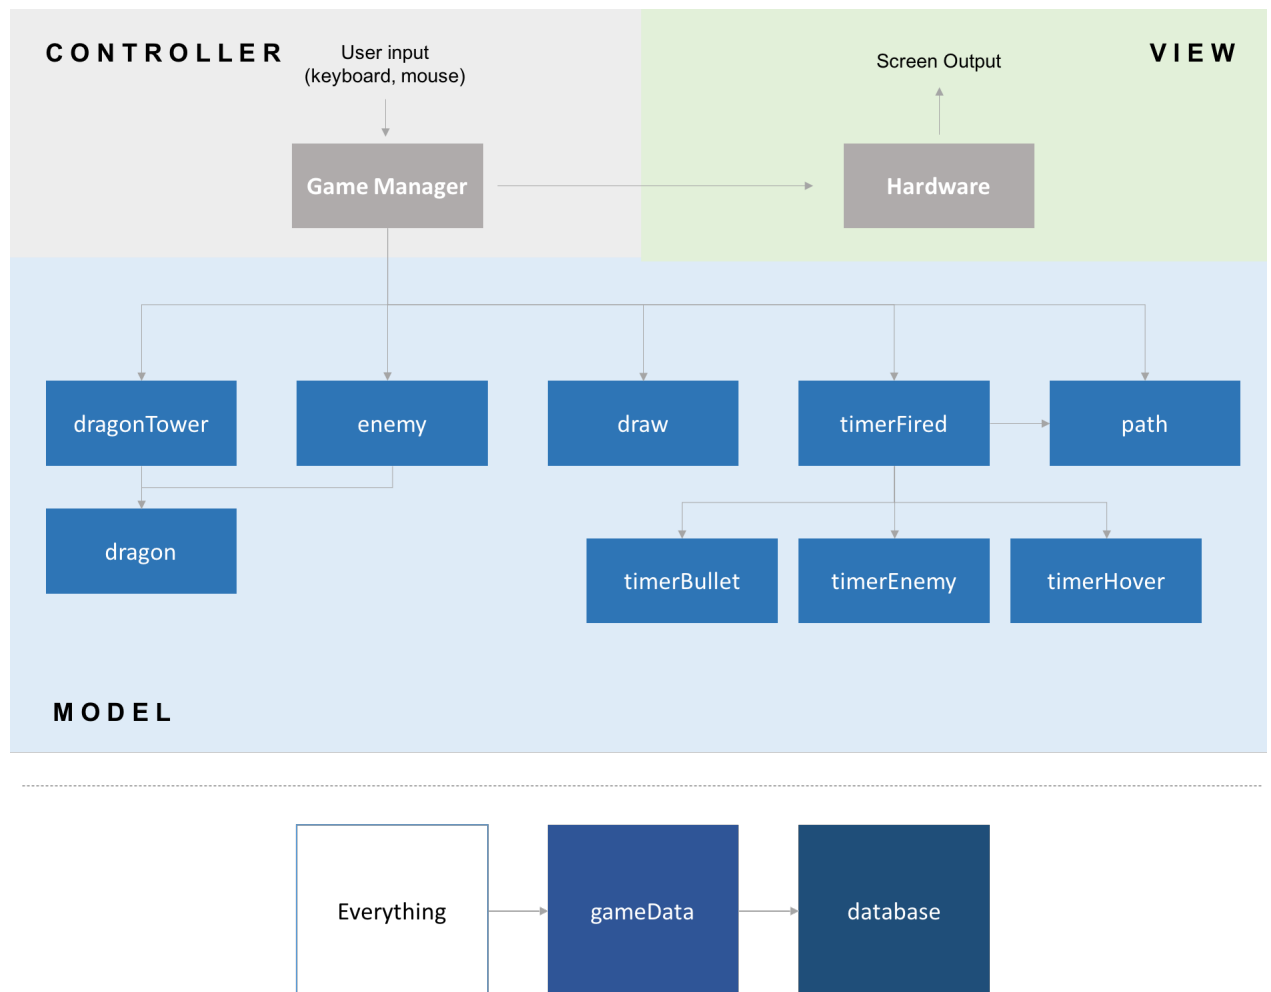 CONTROLLER
User input
(keyboard, mouse)
Screen Output
VIEW
Game Manager
Hardware
dragonTower
enemy
draw
timerFired
path
dragon
timerBullet
timerEnemy
timerHover
MODEL
Everything
gameData
database